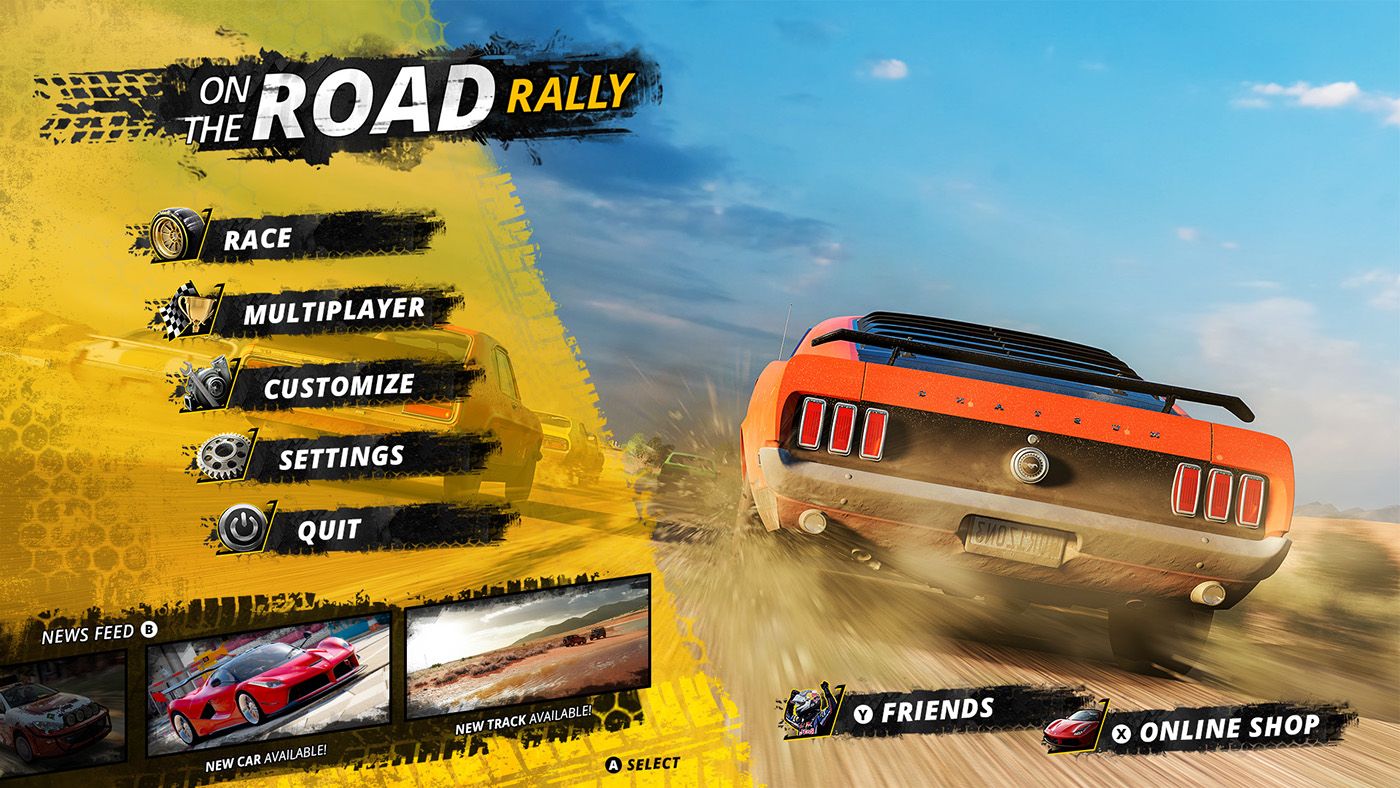 ON
THE ROAD RALLY
RACE
MULTIPLAYER
CUSTOMIZE
SETTINGS
QUIT
NEWS FEED B
NEW CAR AVAILABLE!
NEW TRACK AVAILABLE!
A SELECT
Y FRIENDS
X ONLINE SHOP